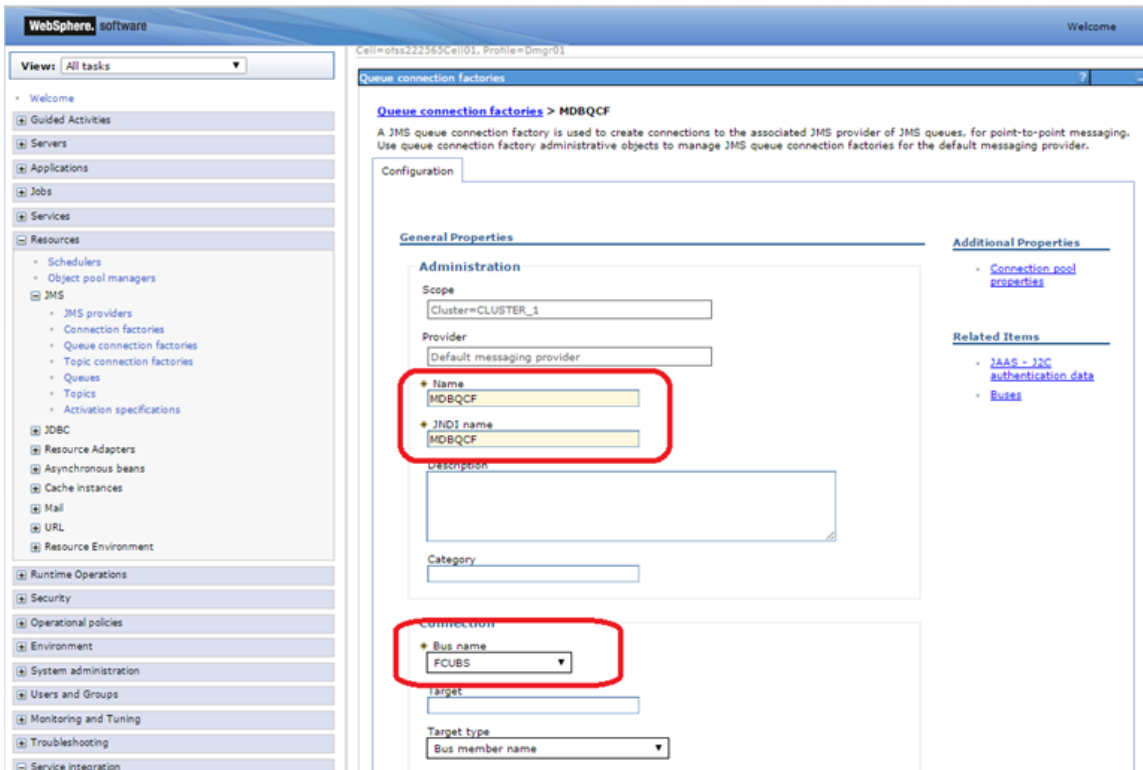 WebSphere. software
Welcome
View: All tasks
Welcome
Guided Activities
Servers
Applications
Jobs
Services
Resources
Schedulers
Object pool managers
JMS
JMS providers
Connection factories
Queue connection factories
Topic connection factories
Queues
Topics
Activation specifications
JDBC
Resource Adapters
Asynchronous beans
Cache instances
Mail
URL
Resource Environment
Runtime Operations
Security
Operational policies
Environment
System administration
Users and Groups
Monitoring and Tuning
Troubleshooting
Service integration
Cell=ofss222565Cell01, Profile=Dmgr01
Queue connection factories ?
Queue connection factories > MDBQCF
A JMS queue connection factory is used to create connections to the associated JMS provider of JMS queues, for point-to-point messaging.
Use queue connection factory administrative objects to manage JMS queue connection factories for the default messaging provider.
Configuration
General Properties
Administration
Scope
Cluster=CLUSTER_1
Provider
Default messaging provider
Name
MDBQCF
JNDI name
MDBQCF
Description
Category
Connection
Bus name
FCUBS
Target
Target type
Bus member name
Additional Properties
Connection pool
properties
Related Items
JAAS - J2C
authentication data
Buses